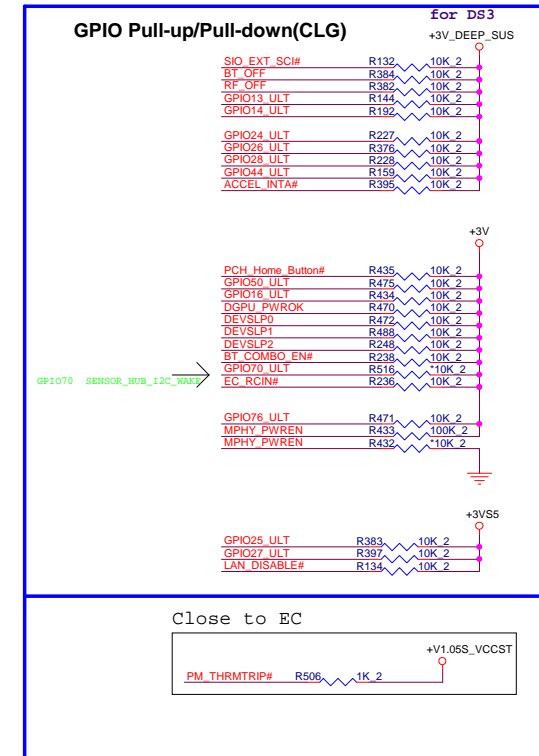 for DS3
GPIO Pull-up/Pull-down(CLG)
+3V_DEEP_SUS
SIO_EXT_SCI# R132 10K_2
BT_OFF R384 10K_2
RF_OFF R382 10K_2
GPIO13_ULT R144 10K_2
GPIO14_ULT R192 10K_2
GPIO24_ULT R227 10K_2
GPIO26_ULT R376 10K_2
GPIO28_ULT R228 10K_2
GPIO44_ULT R159 10K_2
ACCEL_INTA# R395 10K_2
+3V
PCH_Home_Button# R435 10K_2
GPIO50_ULT R475 10K_2
GPIO16_ULT R434 10K_2
DGPU_PWROK R470 10K_2
DEVSLP0 R472 10K_2
DEVSLP1 R488 10K_2
DEVSLP2 R248 10K_2
BT_COMBO_EN# R238 10K_2
GPIO70_ULT R516 *10K_2
GPIO70 SENSOR_HUB_I2C_WAKE
EC_RCIN# R236 10K_2
GPIO76_ULT R471 10K_2
MPHY_PWREN R433 100K_2
MPHY_PWREN R432 *10K_2
+3VS5
GPIO25_ULT R383 10K_2
GPIO27_ULT R397 10K_2
LAN_DISABLE# R134 10K_2
Close to EC
+V1.05S_VCCST
PM_THRMTRIP# R506 1K_2